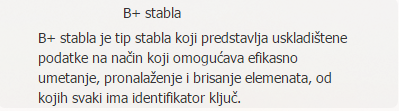 B+ stabla
B+ stabla je tip stabla koji predstavlja uskladištene
podatke na način koji omogućava efikasno
umetanje, pronalaženje i brisanje elemenata, od
kojih svaki ima identifikator ključ.